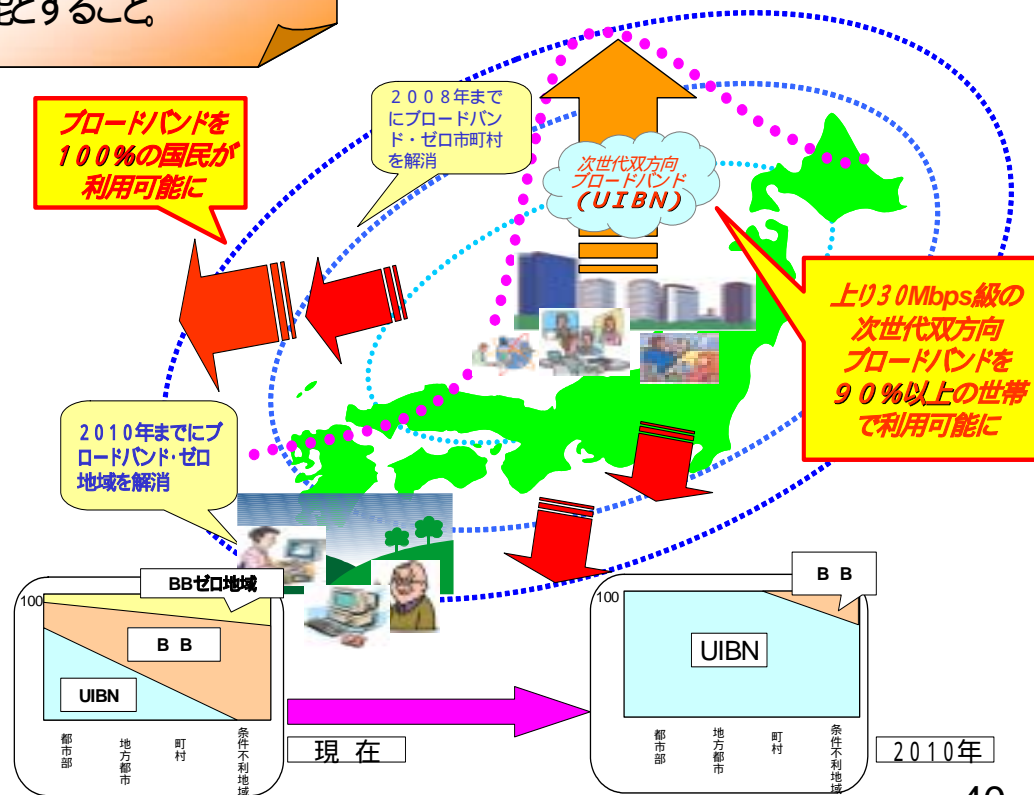 とすること。
ブロードバンドを
１００％の国民が
利用可能に
２００８年まで
にブロードバン
ド・ゼロ市町村
を解消
次世代双方向
ブロードバンド
(ＵＩＢＮ)
上り３０Mbps級の
次世代双方向
ブロードバンドを
９０％以上の世帯
で利用可能に
２０１０年までにブ
ロードバンド・ゼロ
地域を解消
BBゼロ地域
100
ＢＢ
UIBN
都市部
地方都市
町村
条件不利地域
現在
ＢＢ
100
UIBN
都市部
地方都市
町村
条件不利地域
２０１０年